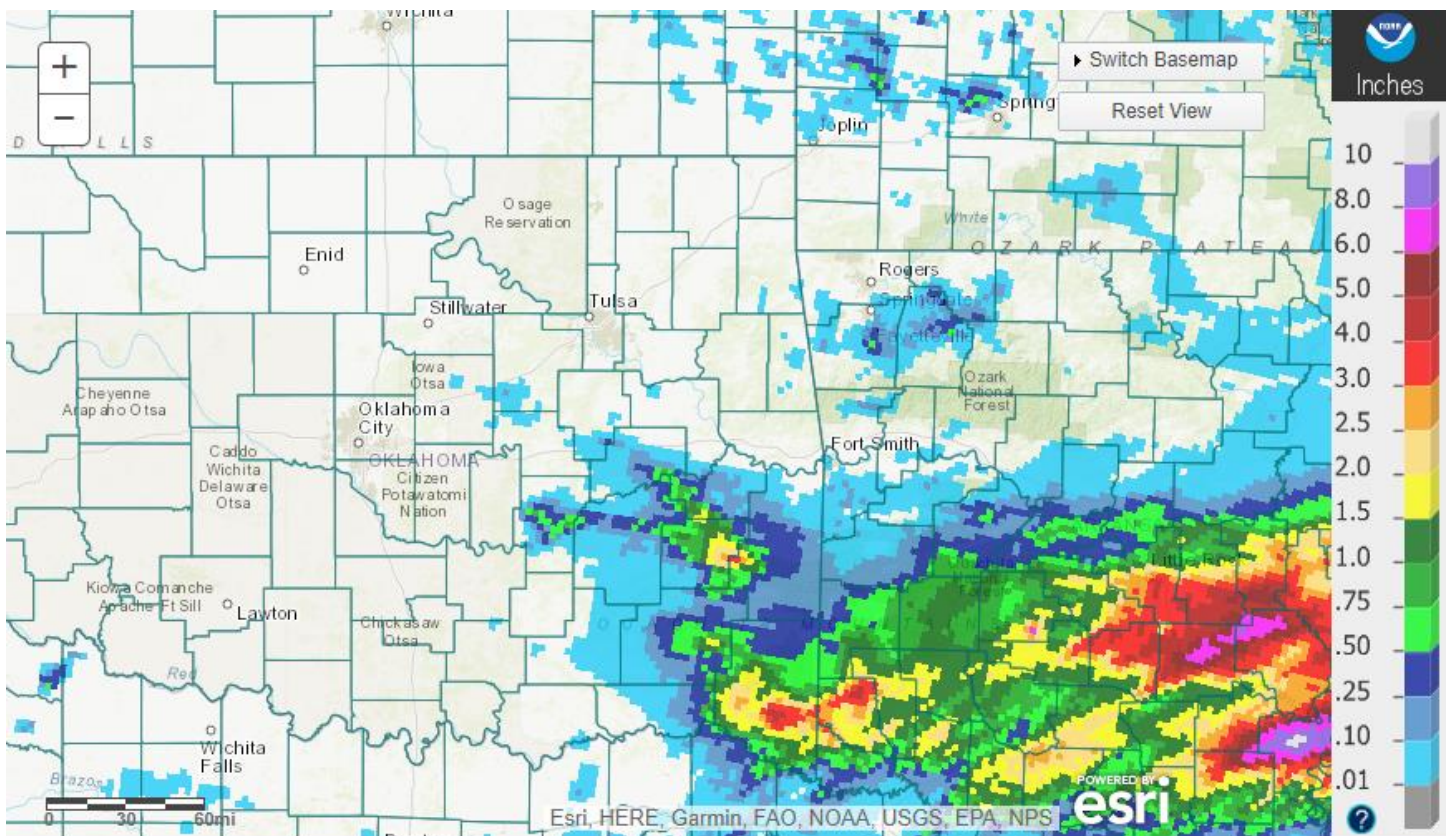 Wichita
+
−
L L S
D
Joplin
Spring
Switch Basemap
Reset View
NOAA
Inches
10
8.0
6.0
5.0
4.0
3.0
2.5
2.0
1.5
1.0
.75
.50
.25
.10
.01
?
Osage
Reservation
White
OZARK PLATEA
Enid
Rogers
Springdale
Fayetteville
Stillwater
Tulsa
Iowa
Otsa
Cheyenne
Arapaho Otsa
Ozark
National
Forest
Oklahoma
City
Fort Smith
OKLAHOMA
Citizen
Potawatomi
Nation
Caddo
Wichita
Delaware
Otsa
Little Rock
Kiowa Comanche
Apache Ft Sill
Lawton
Chickasaw
Otsa
Red
Wichita
Falls
Brazos
0 30 60mi
Esri, HERE, Garmin, FAO, NOAA, USGS, EPA, NPS
POWERED BY
esri